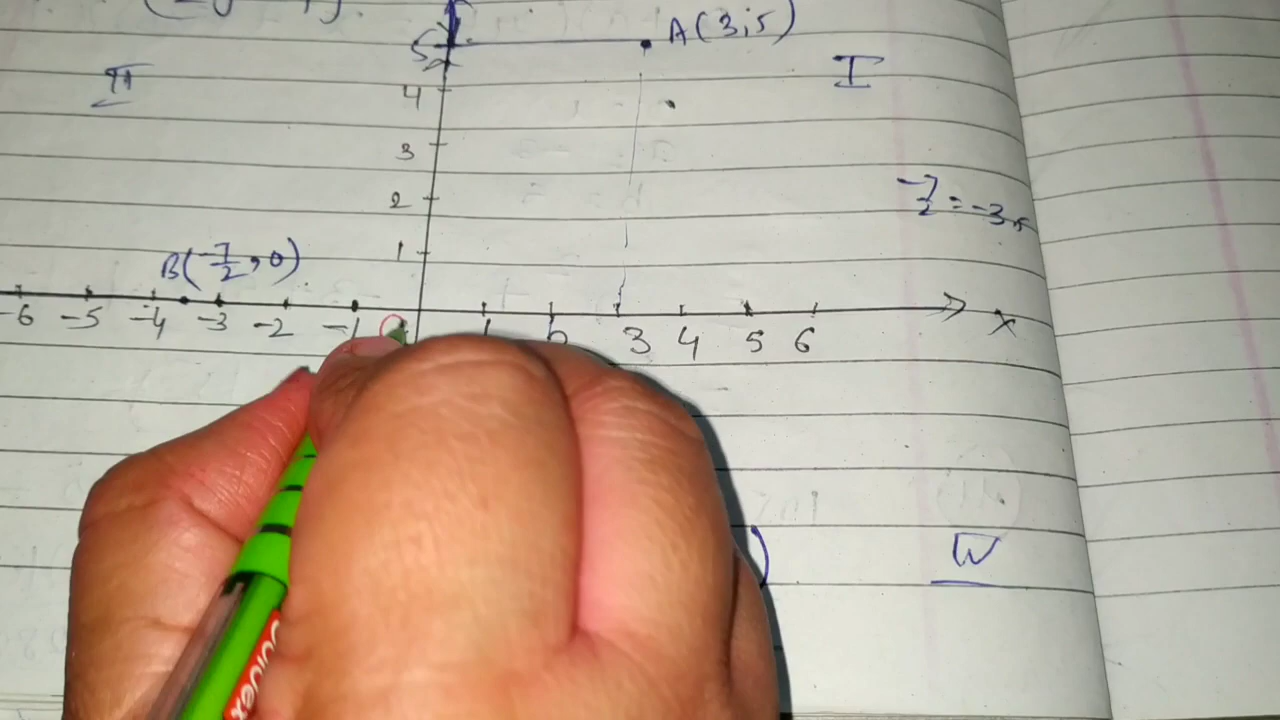 A(3,5)
5
I
II
4
3
2
-7/2 = -3.5
1
B(-7/2, 0)
-6 -5 -4 -3 -2 -1 1 3 4 5 6 x
IV